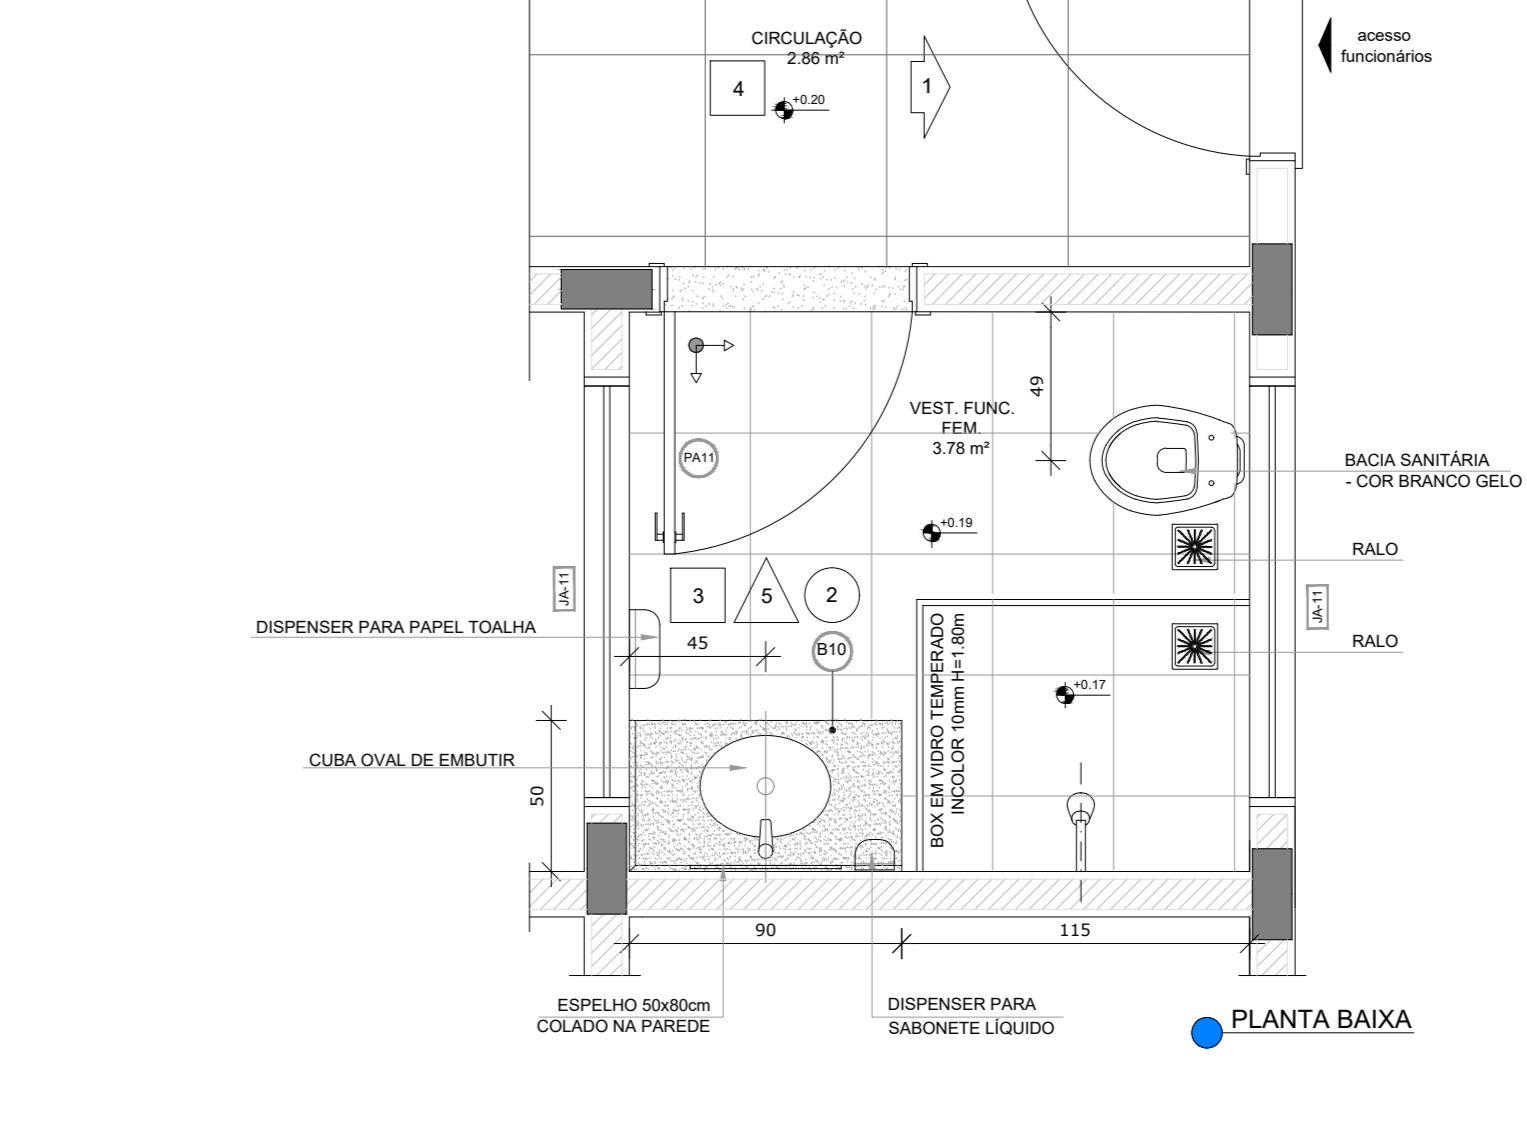 CIRCULAÇÃO
2.86 m²
acesso
funcionários
4
+0.20
1
VEST. FUNC.
FEM.
3.78 m²
49
PA11
BACIA SANITÁRIA
- COR BRANCO GELO
+0.19
RALO
JA-11
3
5
2
JA-11
DISPENSER PARA PAPEL TOALHA
45
B10
RALO
+0.17
BOX EM VIDRO TEMPERADO
INCOLOR 10mm H=1.80m
CUBA OVAL DE EMBUTIR
50
90
115
ESPELHO 50x80cm
COLADO NA PAREDE
DISPENSER PARA
SABONETE LÍQUIDO
PLANTA BAIXA